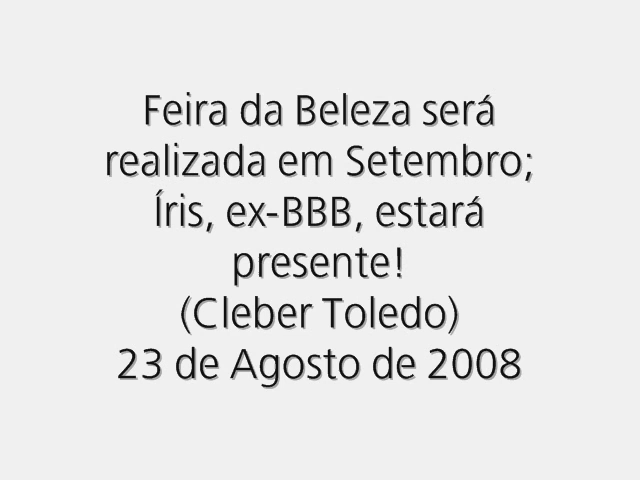 Feira da Beleza será
realizada em Setembro;
Íris, ex-BBB, estará
presente!
(Cleber Toledo)
23 de Agosto de 2008